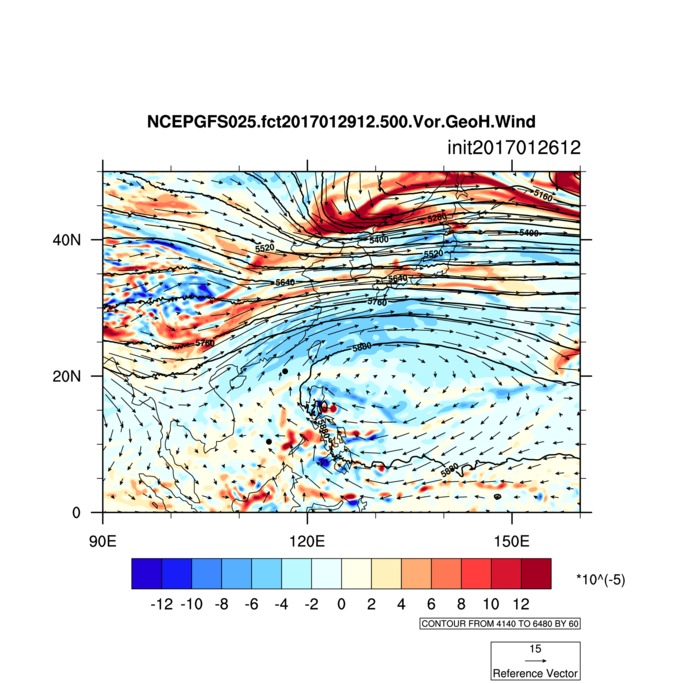 NCEPGFS025.fct2017012912.500.Vor.GeoH.Wind
init2017012612
5160
5280
5400
5400
5520
5520
40N
5640
5640
5760
5760
5880
20N
5880
0
90E 120E 150E
-12 -10 -8 -6 -4 -2 0 2 4 6 8 10 12
*10^(-5)
CONTOUR FROM 4140 TO 6480 BY 60
15
Reference Vector